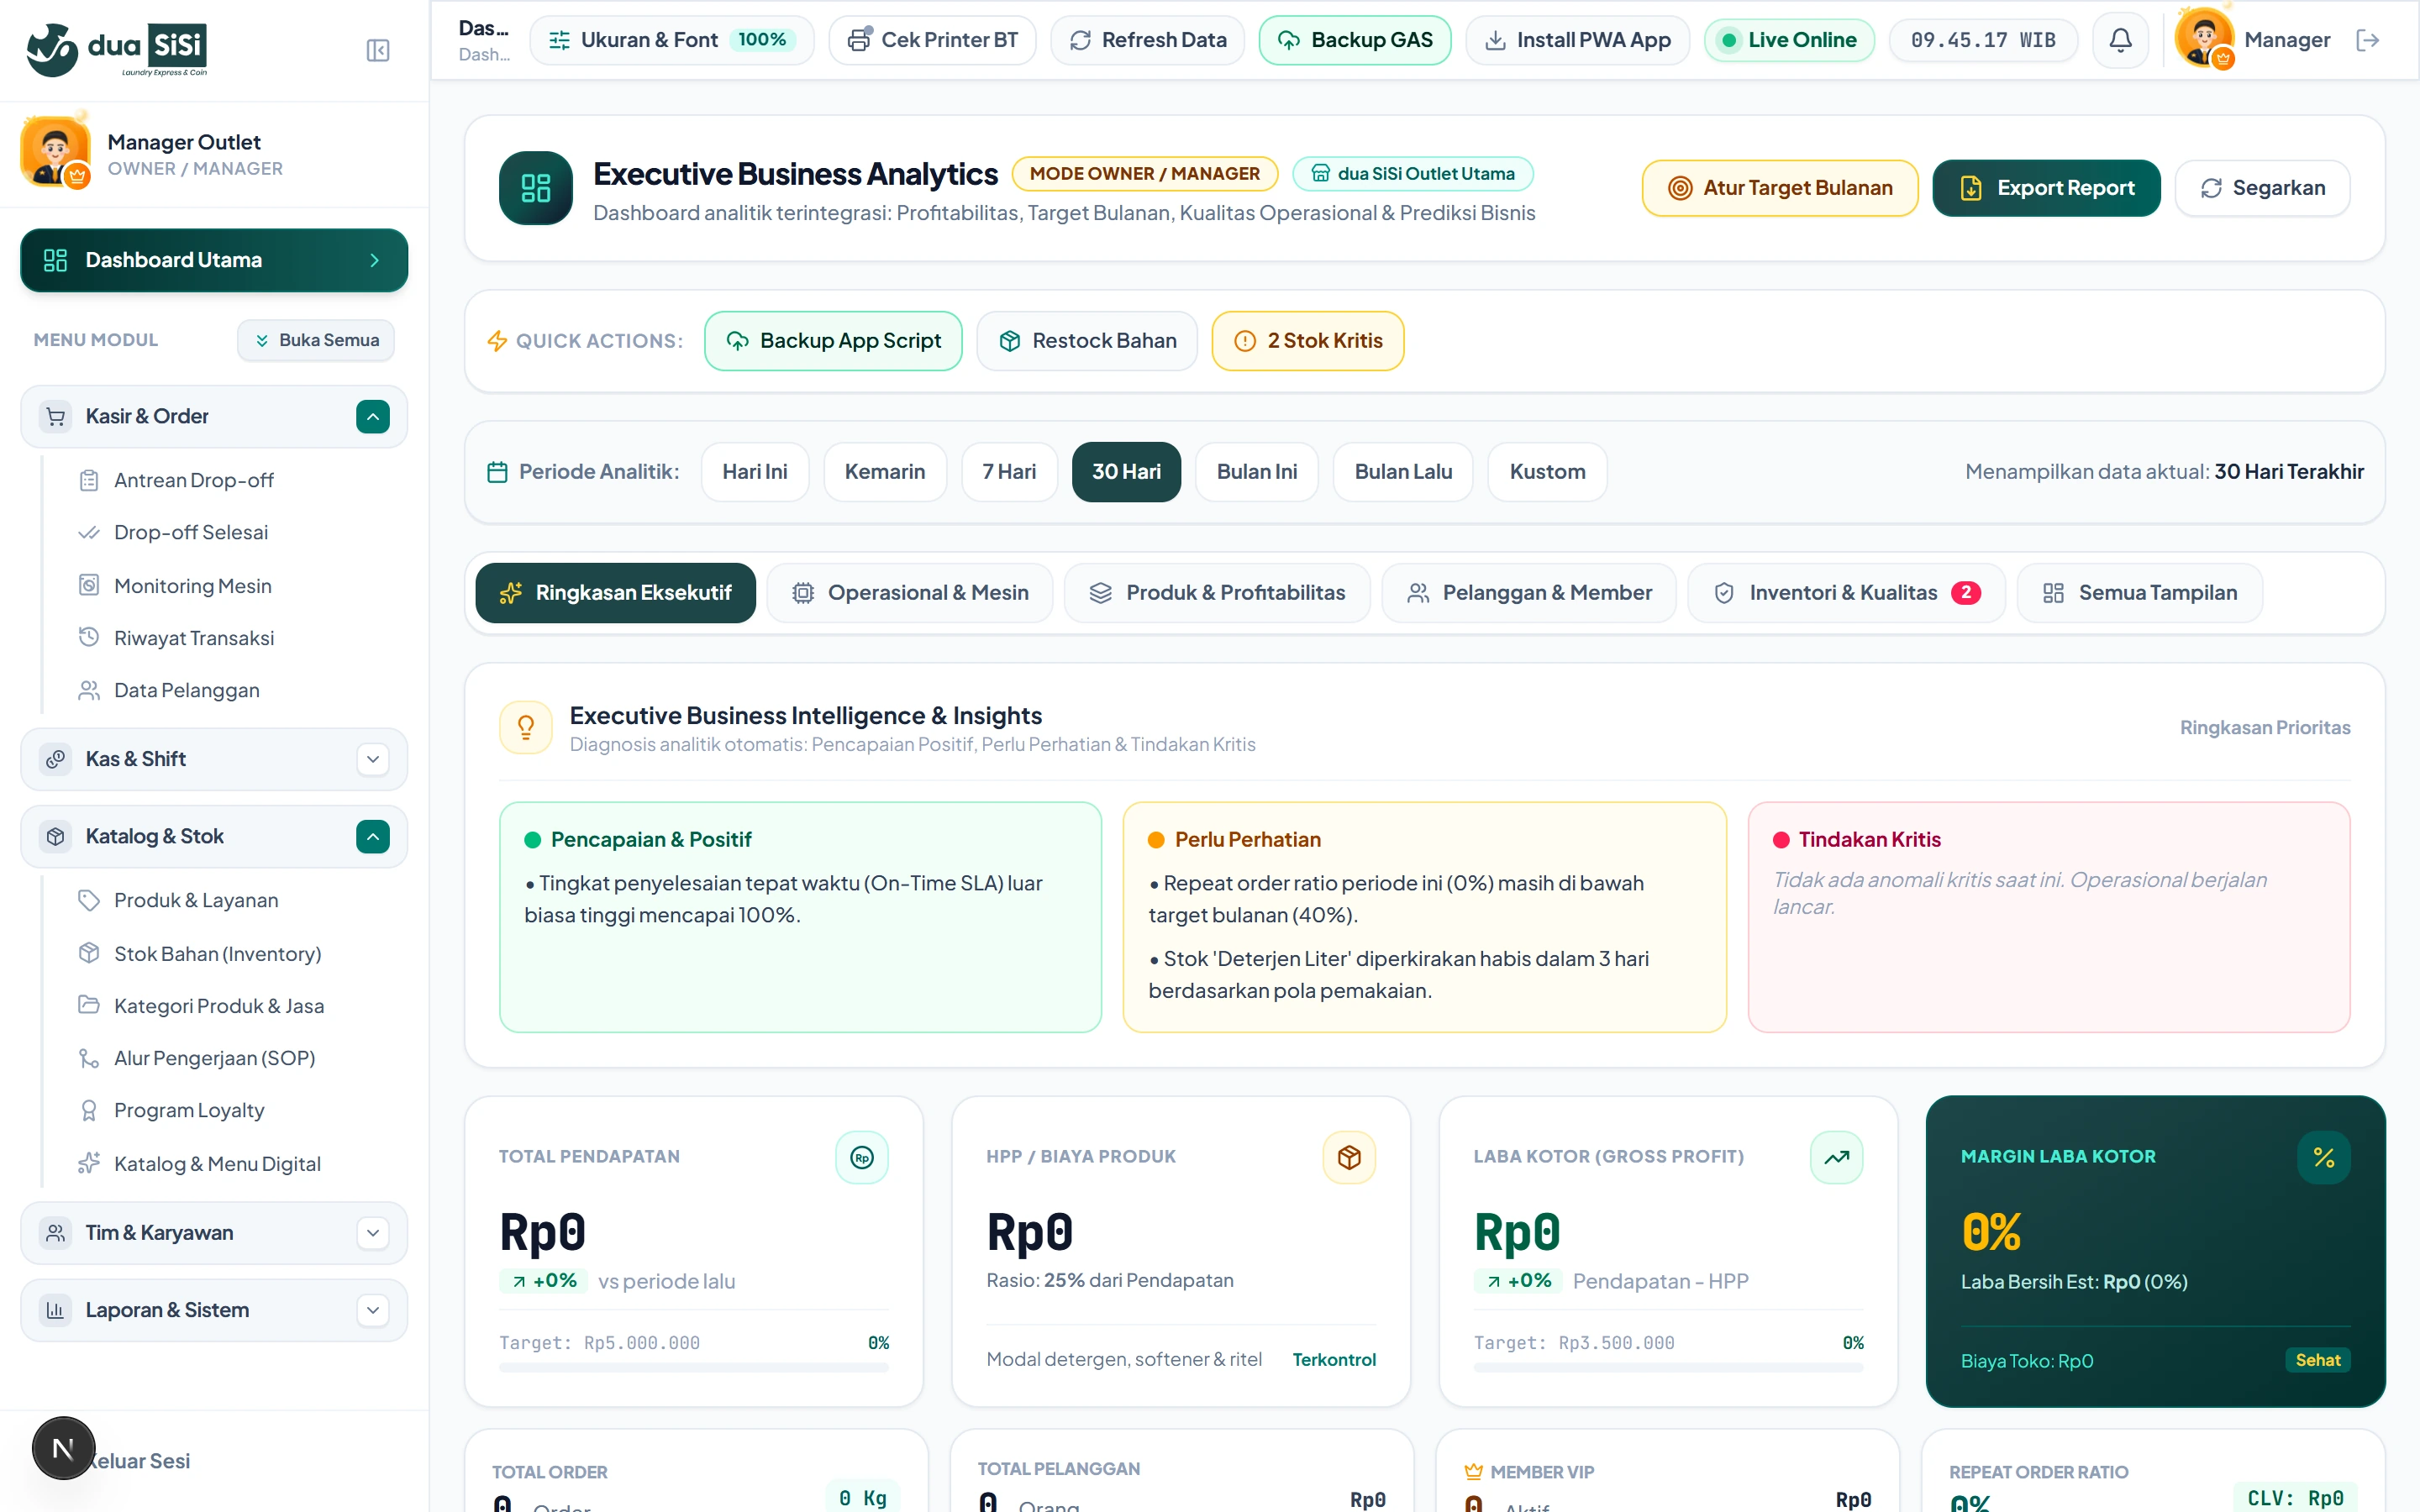 dua SiSi
Laundry Express & Coin
Manager Outlet
OWNER / MANAGER
Dashboard Utama
MENU MODUL
Buka Semua
Kasir & Order
Antrean Drop-off
Drop-off Selesai
Monitoring Mesin
Riwayat Transaksi
Data Pelanggan
Kas & Shift
Katalog & Stok
Produk & Layanan
Stok Bahan (Inventory)
Kategori Produk & Jasa
Alur Pengerjaan (SOP)
Program Loyalty
Katalog & Menu Digital
Tim & Karyawan
Laporan & Sistem
N
Keluar Sesi
Das...
Dash...
Ukuran & Font 100%
Cek Printer BT
Refresh Data
Backup GAS
Install PWA App
Live Online
09.45.17 WIB
Manager
Executive Business Analytics
MODE OWNER / MANAGER
dua SiSi Outlet Utama
Dashboard analitik terintegrasi: Profitabilitas, Target Bulanan, Kualitas Operasional & Prediksi Bisnis
Atur Target Bulanan
Export Report
Segarkan
QUICK ACTIONS:
Backup App Script
Restock Bahan
2 Stok Kritis
Periode Analitik:
Hari Ini
Kemarin
7 Hari
30 Hari
Bulan Ini
Bulan Lalu
Kustom
Menampilkan data aktual: 30 Hari Terakhir
Ringkasan Eksekutif
Operasional & Mesin
Produk & Profitabilitas
Pelanggan & Member
Inventori & Kualitas 2
Semua Tampilan
Executive Business Intelligence & Insights
Diagnosis analitik otomatis: Pencapaian Positif, Perlu Perhatian & Tindakan Kritis
Ringkasan Prioritas
Pencapaian & Positif
• Tingkat penyelesaian tepat waktu (On-Time SLA) luar
biasa tinggi mencapai 100%.
Perlu Perhatian
• Repeat order ratio periode ini (0%) masih di bawah
target bulanan (40%).
• Stok 'Deterjen Liter' diperkirakan habis dalam 3 hari
berdasarkan pola pemakaian.
Tindakan Kritis
Tidak ada anomali kritis saat ini. Operasional berjalan
lancar.
TOTAL PENDAPATAN
Rp
Rp0
+0% vs periode lalu
Target: Rp5.000.000 0%
HPP / BIAYA PRODUK
Rp0
Rasio: 25% dari Pendapatan
Modal detergen, softener & ritel Terkontrol
LABA KOTOR (GROSS PROFIT)
Rp0
+0% Pendapatan - HPP
Target: Rp3.500.000 0%
MARGIN LABA KOTOR
0%
Laba Bersih Est: Rp0 (0%)
Biaya Toko: Rp0 Sehat
TOTAL ORDER
0 Order
0 Kg
TOTAL PELANGGAN
0 Orang
Rp0
MEMBER VIP
0 Aktif
Rp0
REPEAT ORDER RATIO
0%
CLV: Rp0